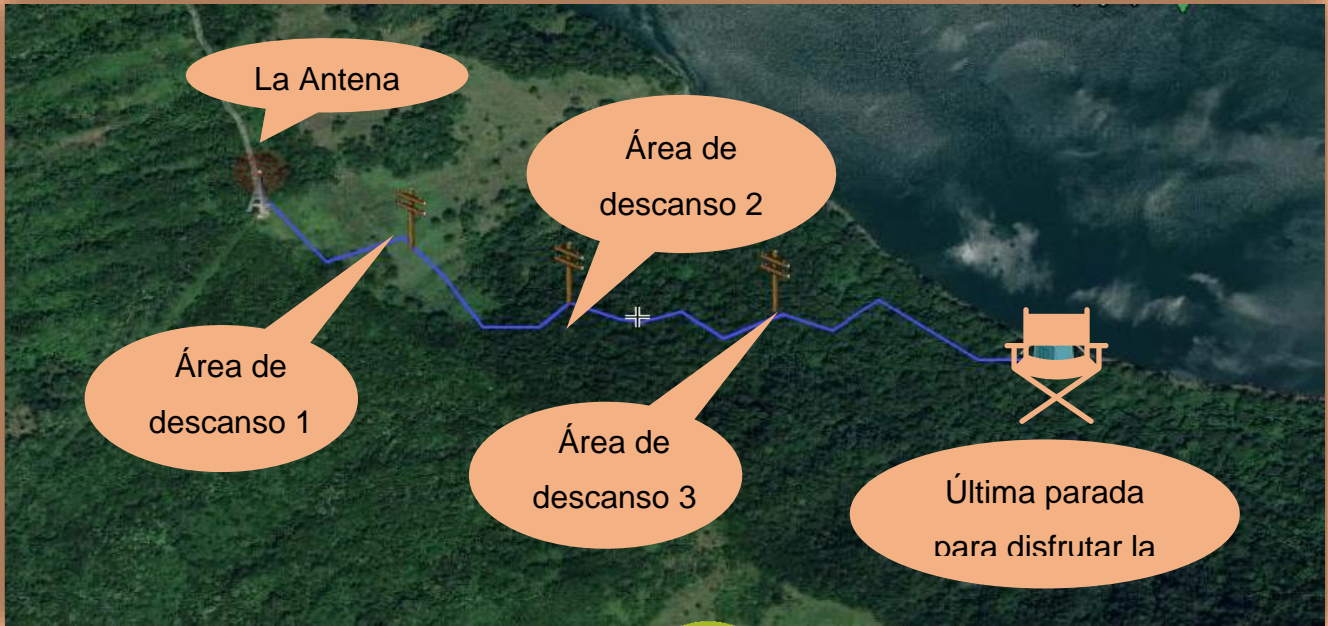 La Antena
Área de
descanso 2
Área de
descanso 1
Área de
descanso 3
Última parada
para disfrutar la